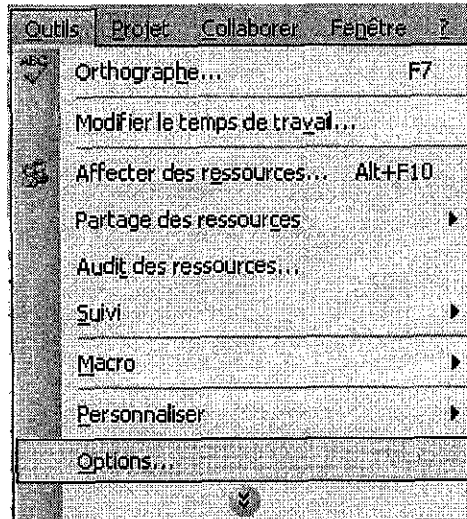 Outils Projet Collaborer Fenêtre ?
ABC
Orthographe... F7
Modifier le temps de travail...
Affecter des ressources... Alt+F10
Partage des ressources
Audit des ressources...
Suivi
Macro
Personnaliser
Options...